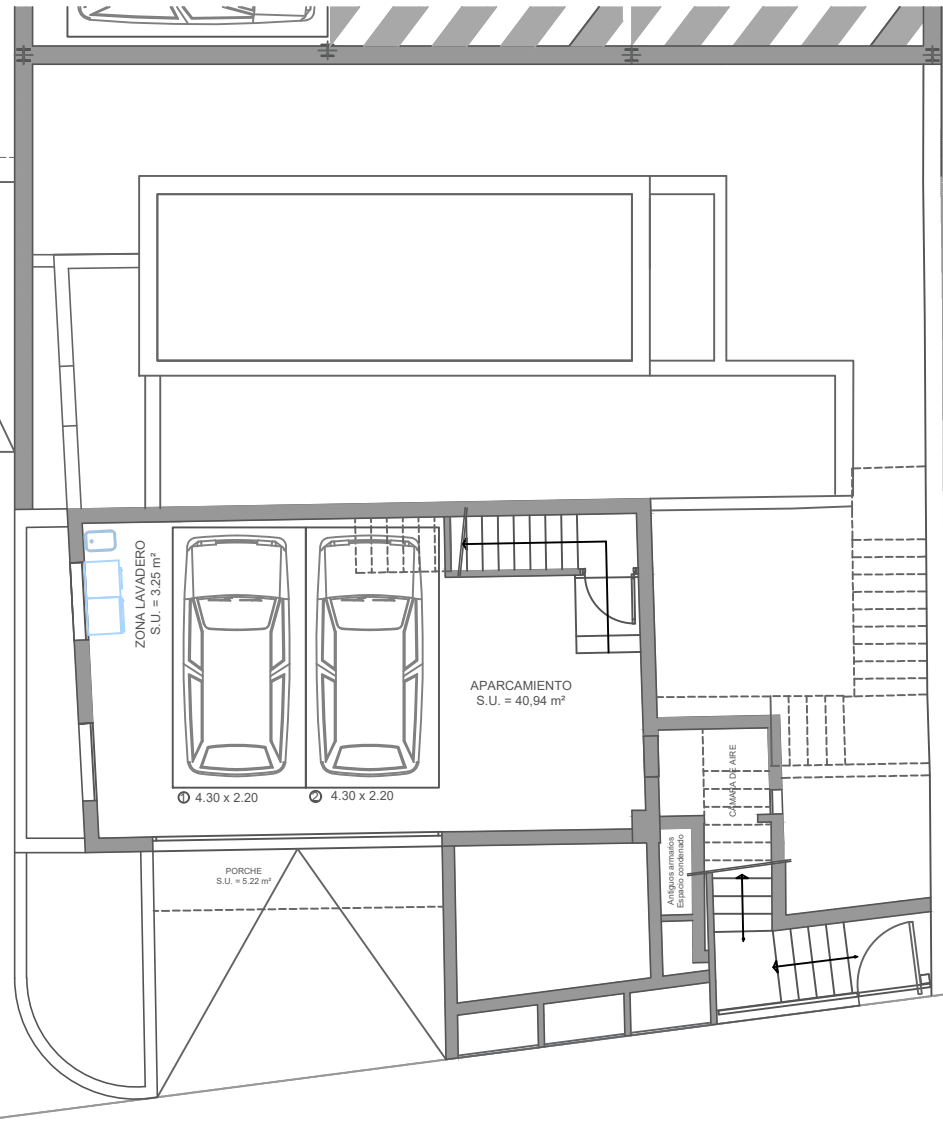 ZONA LAVADERO
S.U. = 3.25 m²
APARCAMIENTO
S.U. = 40,94 m²
1 4.30 x 2.20
2 4.30 x 2.20
CAMARA DE AIRE
Antiguos armarios
Espacio condenado
PORCHE
S.U. = 5.22 m²